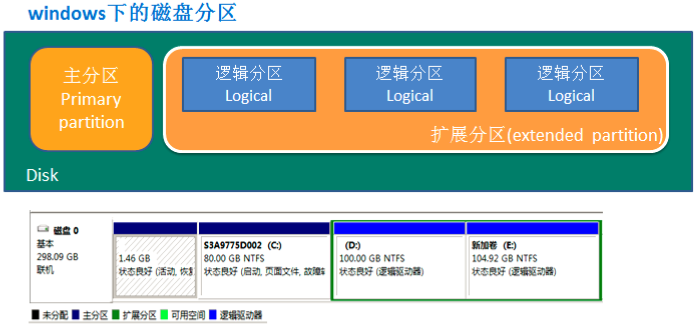 windows下的磁盘分区
主分区
Primary
partition
逻辑分区
Logical
逻辑分区
Logical
逻辑分区
Logical
扩展分区(extended partition)
Disk
磁盘 0
基本
298.09 GB
联机
1.46 GB
状态良好 (活动, 恢复
S3A9775D002 (C:)
80.00 GB NTFS
状态良好 (启动, 页面文件, 故障转
(D:)
100.00 GB NTFS
状态良好 (逻辑驱动器)
新加卷 (E:)
104.92 GB NTFS
状态良好 (逻辑驱动器)
未分配 主分区 扩展分区 可用空间 逻辑驱动器